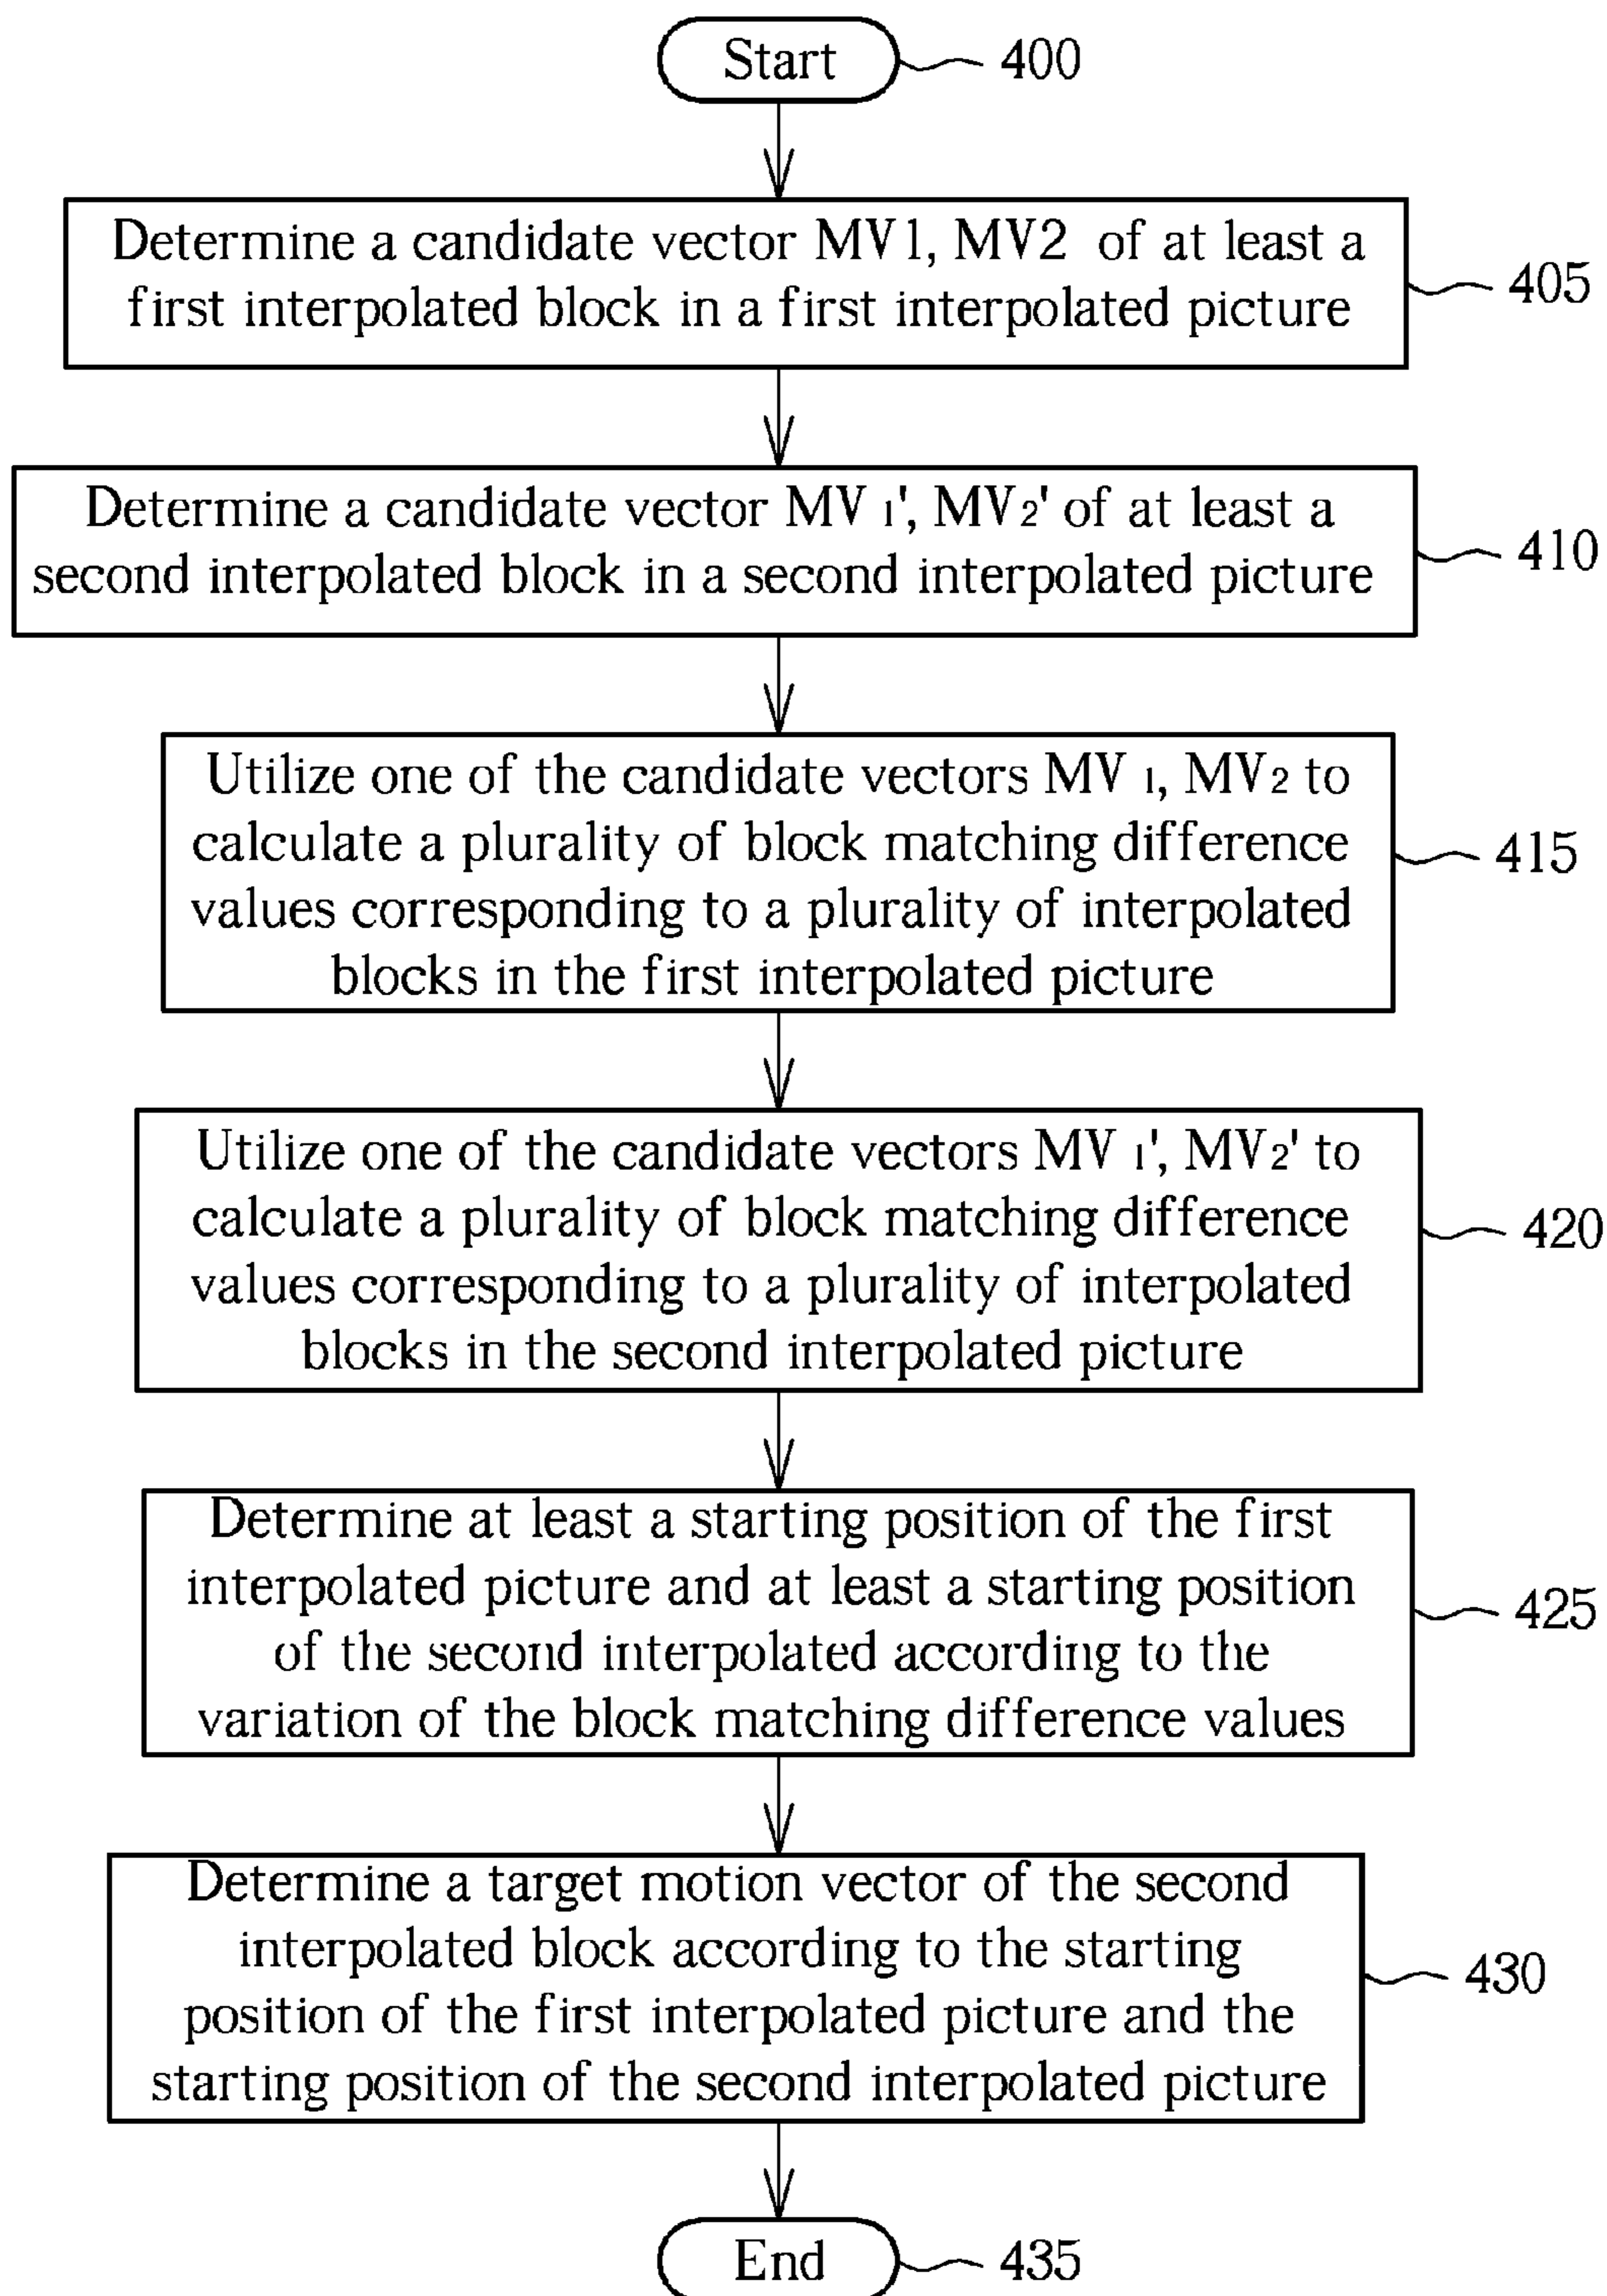 Start
400
Determine a candidate vector MV1, MV2 of at least a
first interpolated block in a first interpolated picture
405
Determine a candidate vector MV 1', MV2' of at least a
second interpolated block in a second interpolated picture
410
Utilize one of the candidate vectors MV 1, MV2 to
calculate a plurality of block matching difference
values corresponding to a plurality of interpolated
blocks in the first interpolated picture
415
Utilize one of the candidate vectors MV 1', MV2' to
calculate a plurality of block matching difference
values corresponding to a plurality of interpolated
blocks in the second interpolated picture
420
Determine at least a starting position of the first
interpolated picture and at least a starting position
of the second interpolated according to the
variation of the block matching difference values
425
Determine a target motion vector of the second
interpolated block according to the starting
position of the first interpolated picture and the
starting position of the second interpolated picture
430
End
435